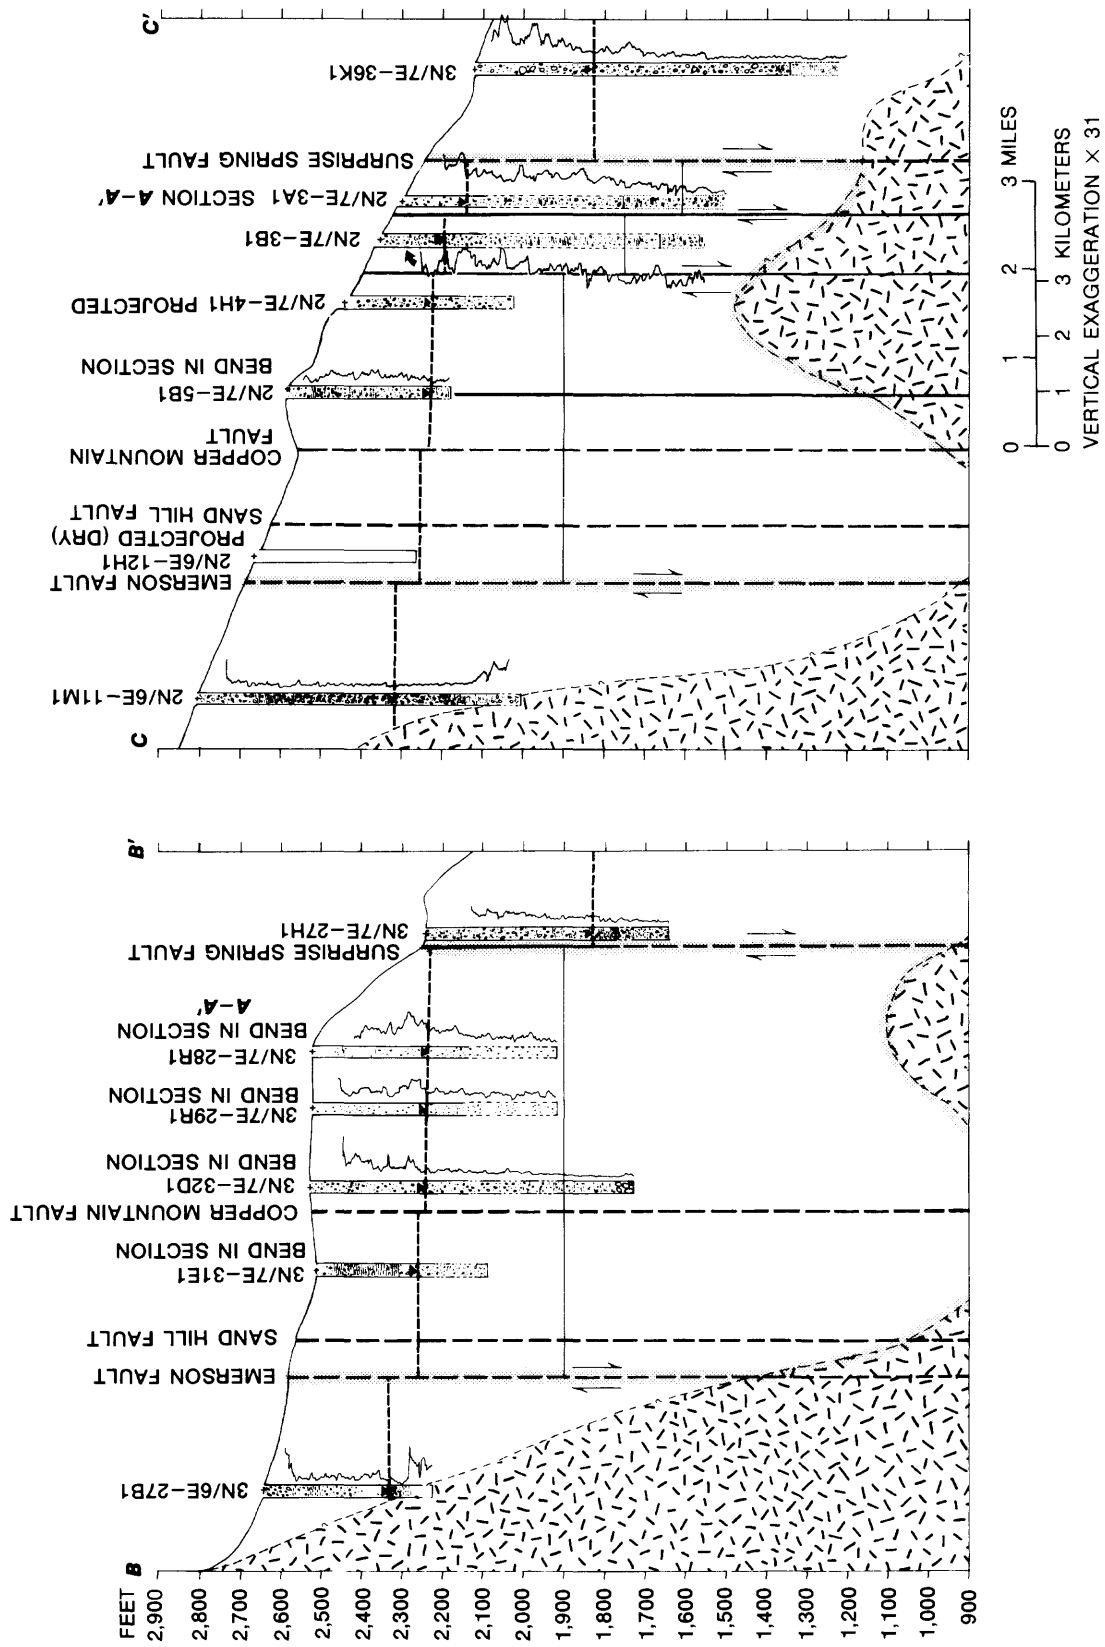 B
B'
FEET
2,900
2,800
2,700
2,600
2,500
2,400
2,300
2,200
2,100
2,000
1,900
1,800
1,700
1,600
1,500
1,400
1,300
1,200
1,100
1,000
900
3N/6E-27B1
EMERSON FAULT
SAND HILL FAULT
3N/7E-31E1
BEND IN SECTION
COPPER MOUNTAIN FAULT
3N/7E-32D1
BEND IN SECTION
3N/7E-29R1
BEND IN SECTION
3N/7E-28R1
BEND IN SECTION
A-A'
SURPRISE SPRING FAULT
3N/7E-27H1
C
C'
2N/6E-11M1
EMERSON FAULT
2N/6E-12H1
PROJECTED (DRY)
SAND HILL FAULT
COPPER MOUNTAIN
FAULT
2N/7E-5B1
BEND IN SECTION
2N/7E-4H1 PROJECTED
2N/7E-3B1
2N/7E-3A1 SECTION A-A'
SURPRISE SPRING FAULT
3N/7E-36K1
0 1 2 3 MILES
0 1 2 3 KILOMETERS
VERTICAL EXAGGERATION × 31